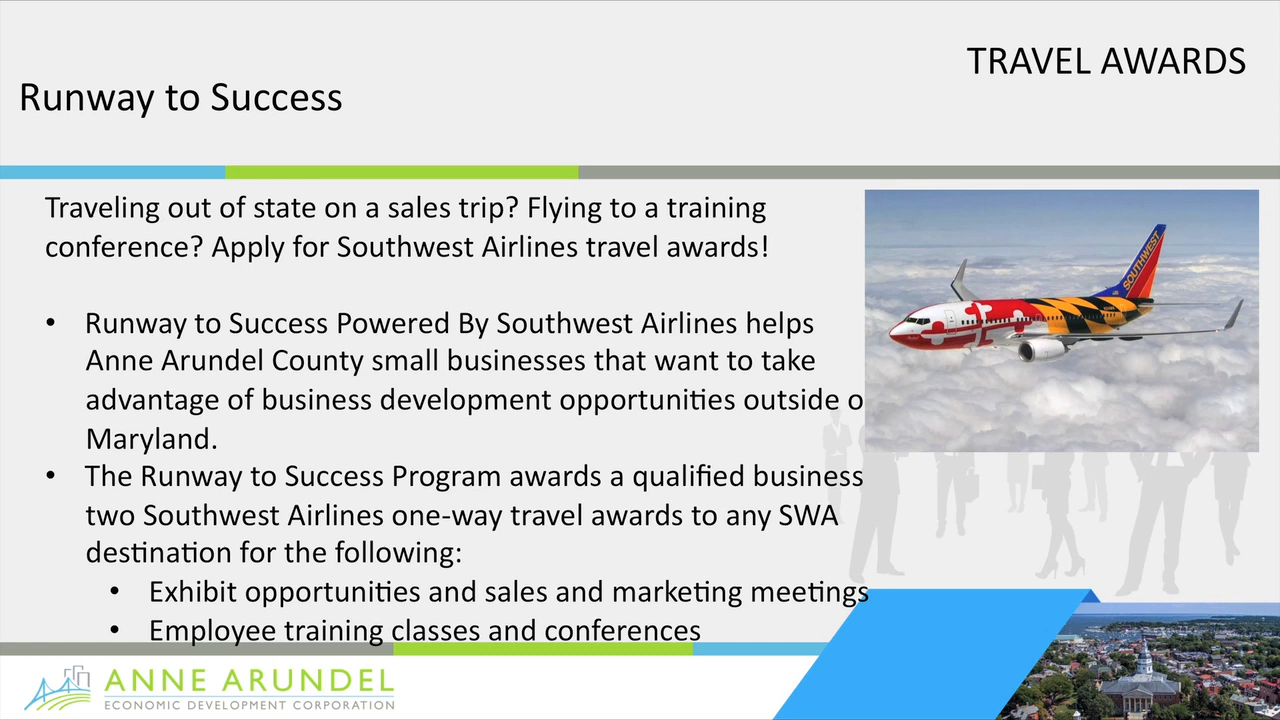 TRAVEL AWARDS
Runway to Success
Traveling out of state on a sales trip? Flying to a training
conference? Apply for Southwest Airlines travel awards!
• Runway to Success Powered By Southwest Airlines helps
Anne Arundel County small businesses that want to take
advantage of business development opportunities outside o
Maryland.
• The Runway to Success Program awards a qualified business
two Southwest Airlines one-way travel awards to any SWA
destination for the following:
• Exhibit opportunities and sales and marketing meetings
• Employee training classes and conferences
SOUTHWEST
ANNE ARUNDEL
ECONOMIC DEVELOPMENT CORPORATION